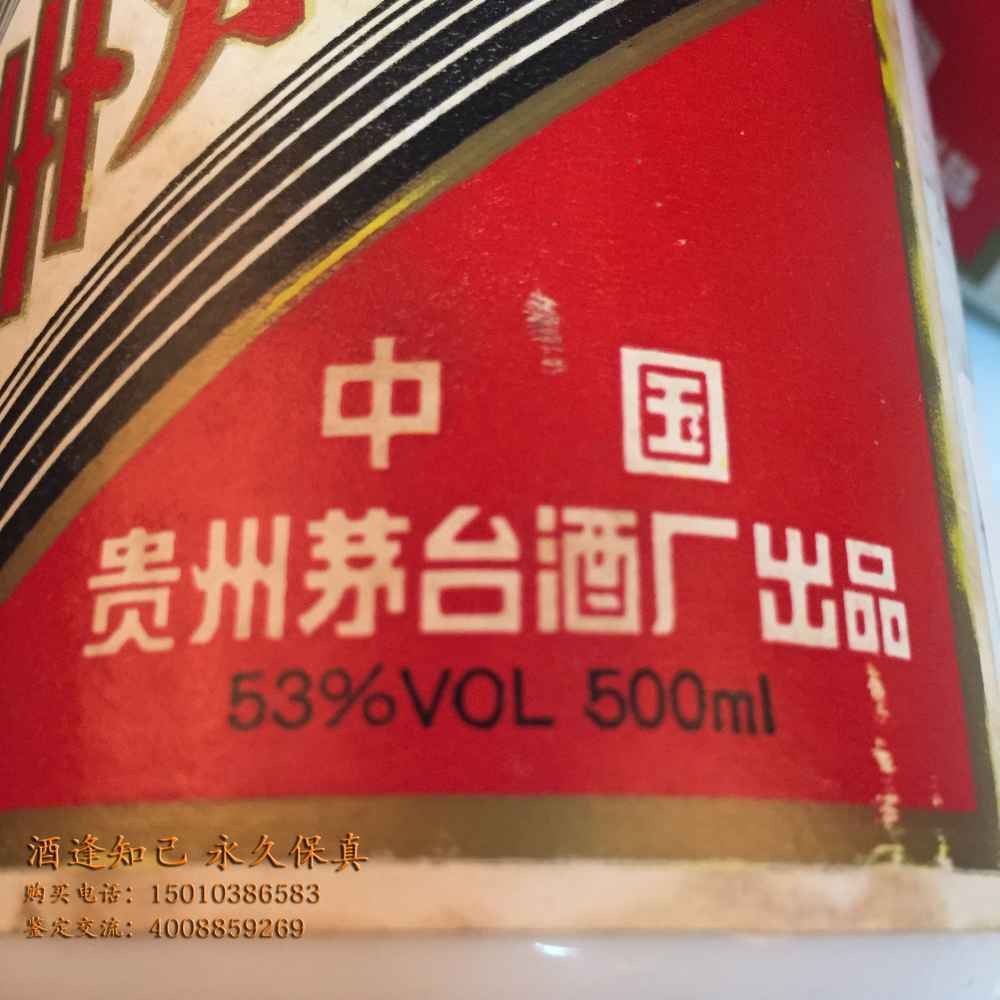 中国
贵州茅台酒厂出品
53%VOL 500ml
酒逢知己 永久保真
购买电话：15010386583
鉴定交流：4008859269